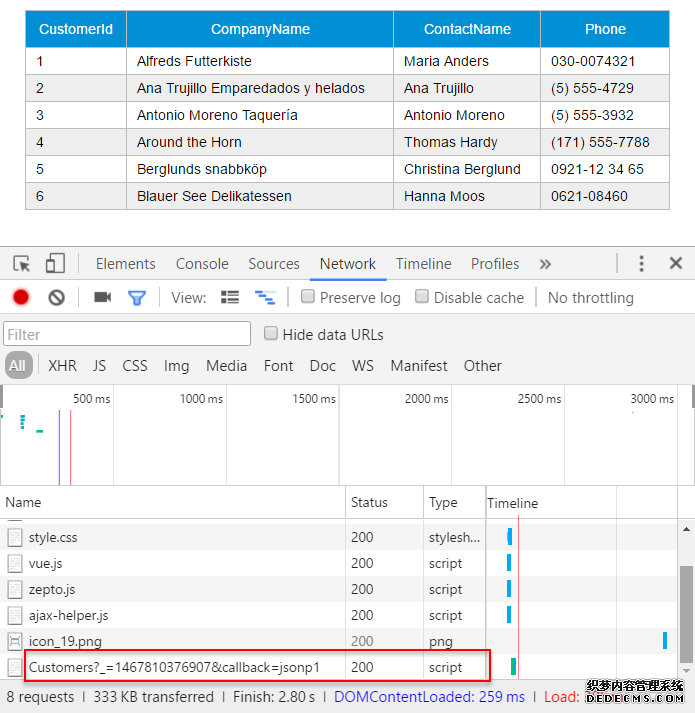 CustomerId CompanyName ContactName Phone
1 Alfreds Futterkiste Maria Anders 030-0074321
2 Ana Trujillo Emparedados y helados Ana Trujillo (5) 555-4729
3 Antonio Moreno Taquería Antonio Moreno (5) 555-3932
4 Around the Horn Thomas Hardy (171) 555-7788
5 Berglunds snabbköp Christina Berglund 0921-12 34 65
6 Blauer See Delikatessen Hanna Moos 0621-08460
Elements Console Sources Network Timeline Profiles »
View: Preserve log Disable cache No throttling
Filter Hide data URLs
All XHR JS CSS Img Media Font Doc WS Manifest Other
500 ms 1000 ms 1500 ms 2000 ms 2500 ms 3000 ms
Name Status Type Timeline
style.css 200 stylesh...
vue.js 200 script
zepto.js 200 script
ajax-helper.js 200 script
icon_19.png 200 png
Customers?_=1467810376907&callback=jsonp1 200 script
8 requests | 333 KB transferred | Finish: 2.80 s | DOMContentLoaded: 259 ms | Load:
织梦内容管理系统
DEDECMS.COM